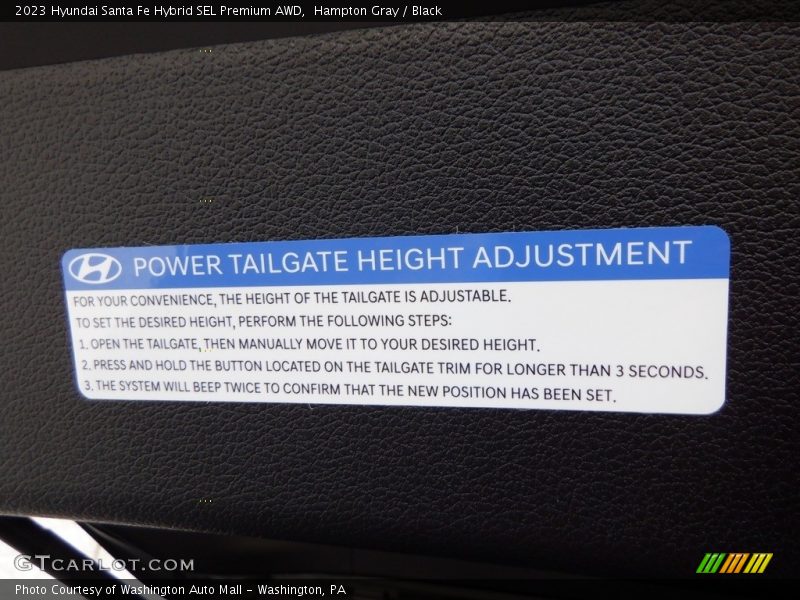 2023 Hyundai Santa Fe Hybrid SEL Premium AWD,  Hampton Gray / Black
POWER TAILGATE HEIGHT ADJUSTMENT
FOR YOUR CONVENIENCE, THE HEIGHT OF THE TAILGATE IS ADJUSTABLE.
TO SET THE DESIRED HEIGHT, PERFORM THE FOLLOWING STEPS:
1. OPEN THE TAILGATE, THEN MANUALLY MOVE IT TO YOUR DESIRED HEIGHT.
2. PRESS AND HOLD THE BUTTON LOCATED ON THE TAILGATE TRIM FOR LONGER THAN 3 SECONDS.
3. THE SYSTEM WILL BEEP TWICE TO CONFIRM THAT THE NEW POSITION HAS BEEN SET.
GTCARLOT.COM
Photo Courtesy of Washington Auto Mall - Washington, PA